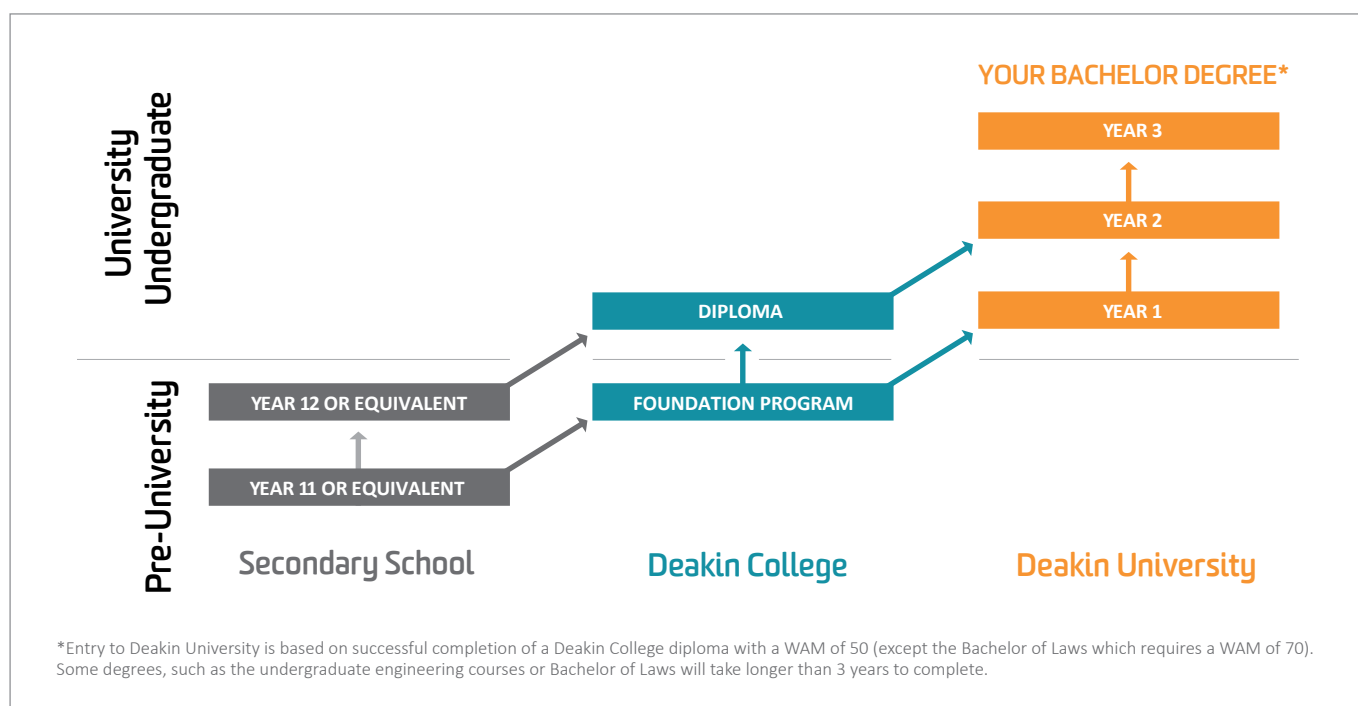 YOUR BACHELOR DEGREE*
University
Undergraduate
YEAR 3
YEAR 2
DIPLOMA
YEAR 1
Pre-University
YEAR 12 OR EQUIVALENT
FOUNDATION PROGRAM
YEAR 11 OR EQUIVALENT
Secondary School
Deakin College
Deakin University
*Entry to Deakin University is based on successful completion of a Deakin College diploma with a WAM of 50 (except the Bachelor of Laws which requires a WAM of 70).
Some degrees, such as the undergraduate engineering courses or Bachelor of Laws will take longer than 3 years to complete.